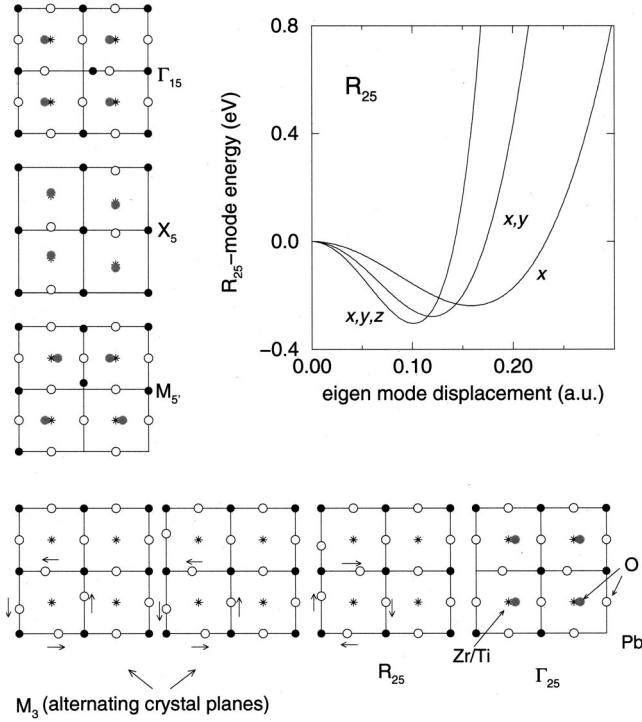 Γ15
X5
M5'
R25
x,y
x
x,y,z
0.8
0.4
0.0
−0.4
0.00
0.10
0.20
R25−mode energy (eV)
eigen mode displacement (a.u.)
O
Pb
Zr/Ti
R25
Γ25
M3 (alternating crystal planes)